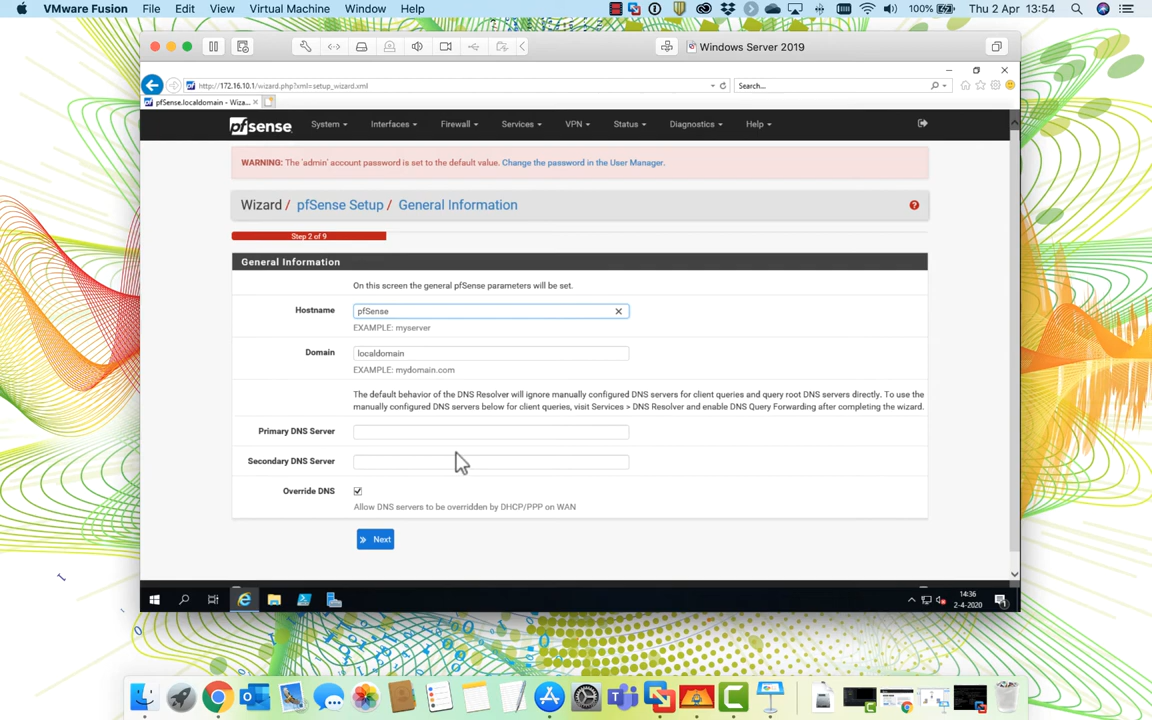 VMware Fusion File Edit View Virtual Machine Window Help 100% Thu 2 Apr 13:54
Windows Server 2019
http://172.16.10.1/wizard.php?xml=setup_wizard.xml Search...
pfSense.localdomain - Wiza...
pfsense System Interfaces Firewall Services VPN Status Diagnostics Help
WARNING: The 'admin' account password is set to the default value. Change the password in the User Manager.
Wizard / pfSense Setup / General Information
Step 2 of 9
General Information
On this screen the general pfSense parameters will be set.
Hostname pfSense
EXAMPLE: myserver
Domain localdomain
EXAMPLE: mydomain.com
The default behavior of the DNS Resolver will ignore manually configured DNS servers for client queries and query root DNS servers directly. To use the
manually configured DNS servers below for client queries, visit Services > DNS Resolver and enable DNS Query Forwarding after completing the wizard.
Primary DNS Server
Secondary DNS Server
Override DNS
Allow DNS servers to be overridden by DHCP/PPP on WAN
Next
14:36
2-4-2020